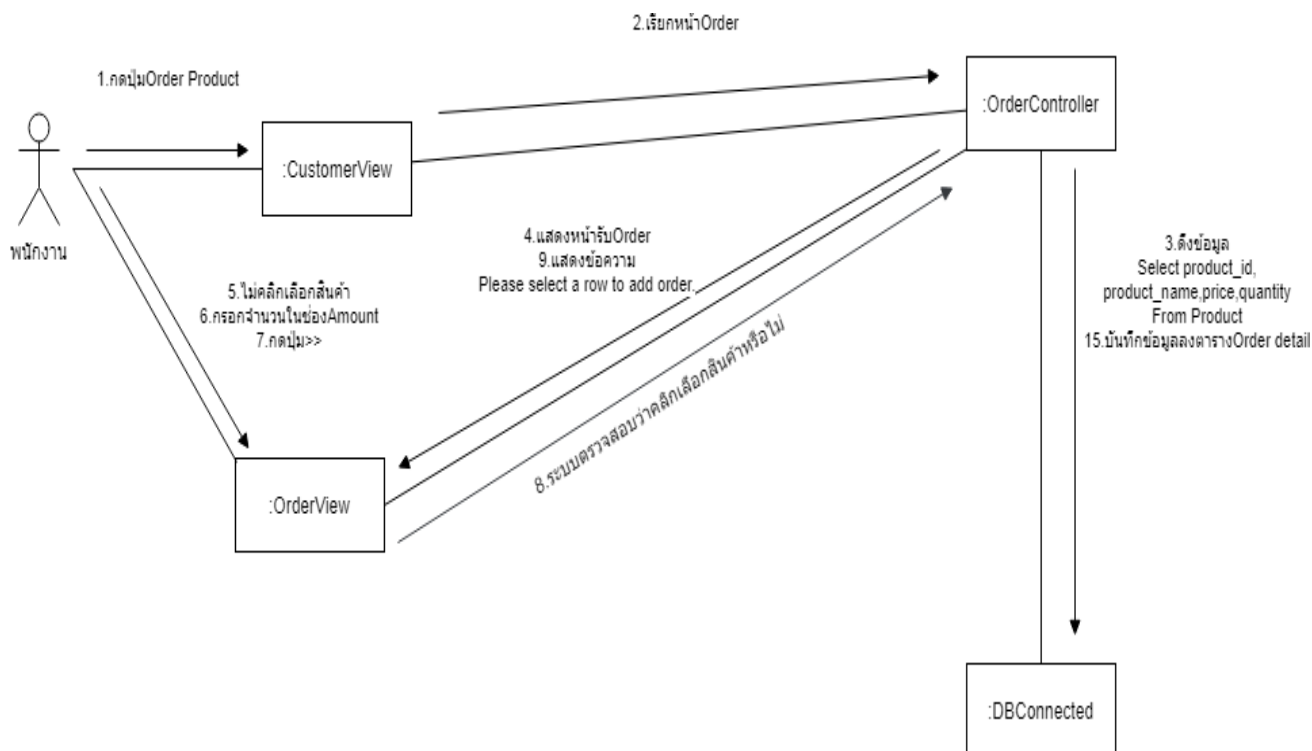 2.เรียกหน้าOrder
1.กดปุ่มOrder Product
:OrderController
:CustomerView
พนักงาน
4.แสดงหน้ารับOrder
9.แสดงข้อความ
Please select a row to add order.
3.ดึงข้อมูล
Select product_id,
product_name,price,quantity
From Product
15.บันทึกข้อมูลลงตารางOrder detail
5.ไม่คลิกเลือกสินค้า
6.กรอกจำนวนในช่องAmount
7.กดปุ่ม>>
8.ระบบตรวจสอบว่าคลิกเลือกสินค้าหรือไม่
:OrderView
:DBConnected